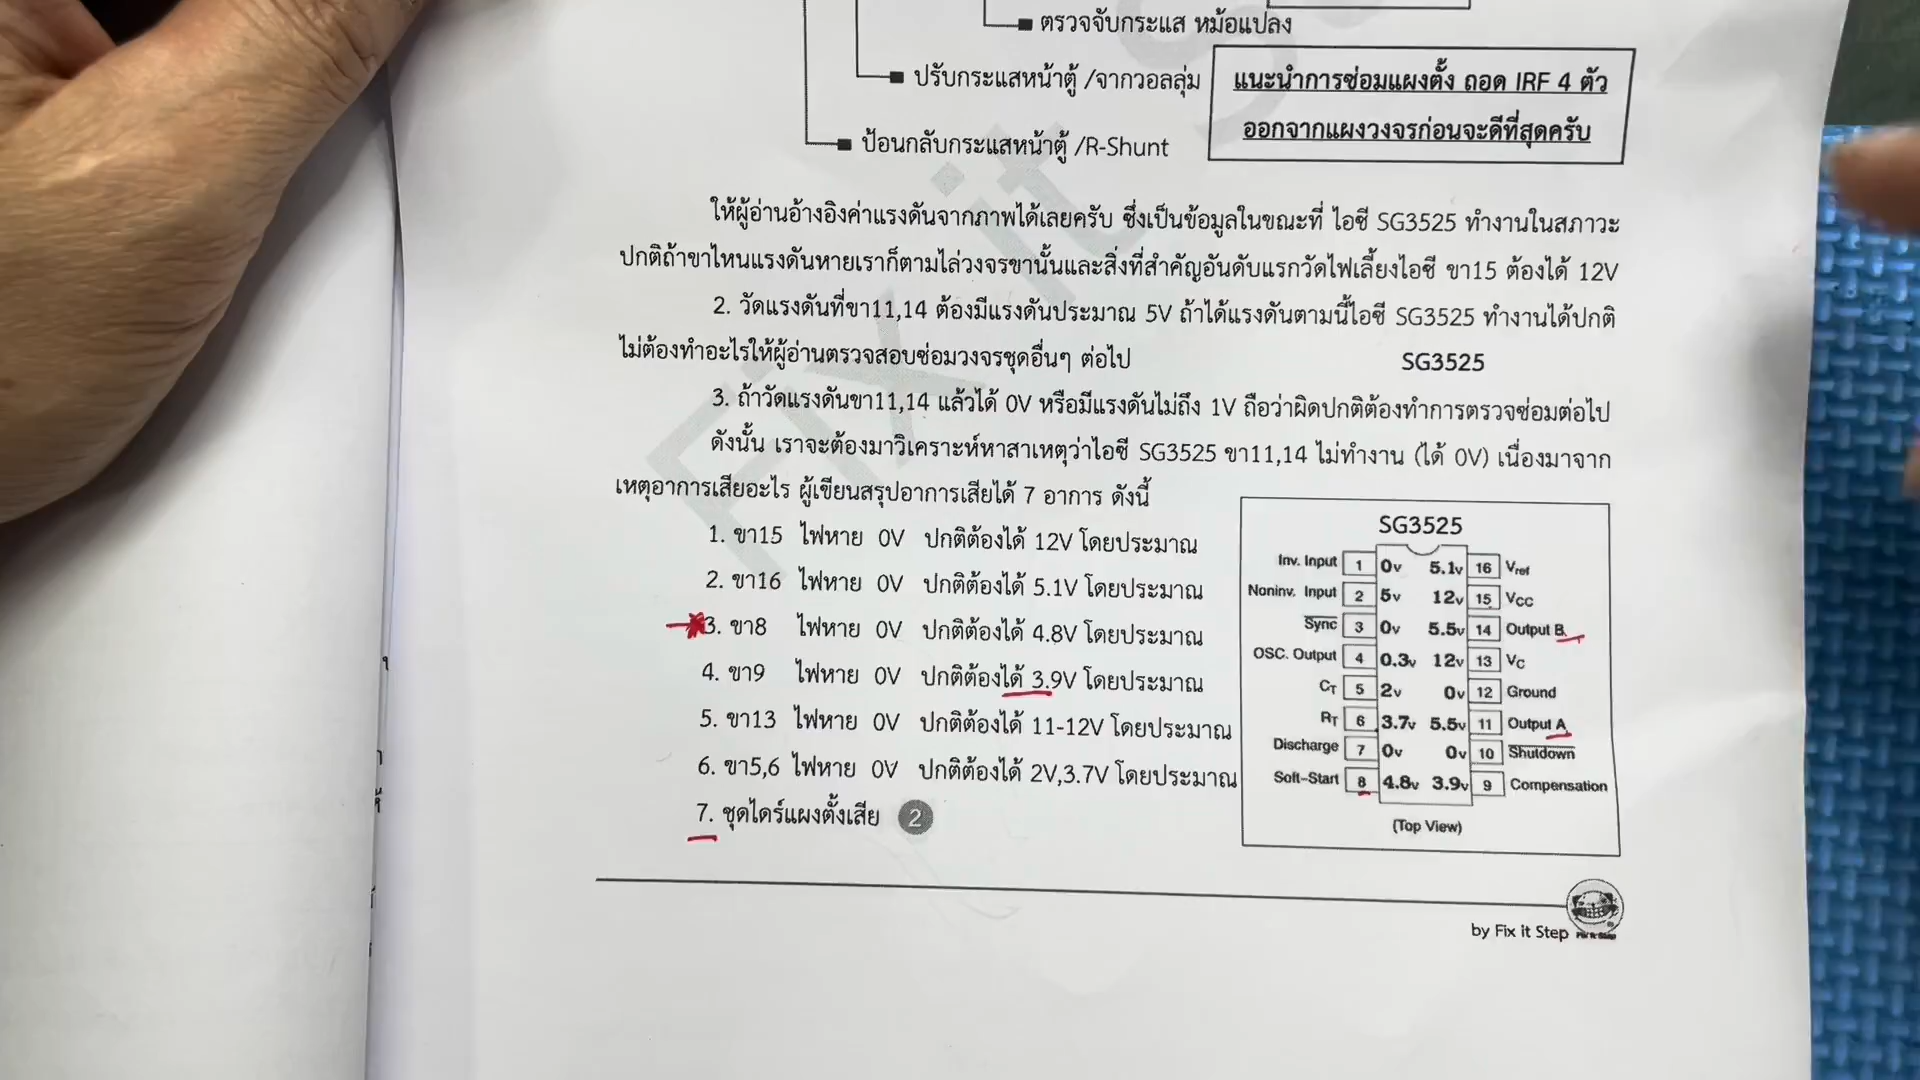 ตรวจจับกระแส หม้อแปลง
ปรับกระแสหน้าตู้ /จากวอลลุ่ม
ป้อนกลับกระแสหน้าตู้ /R-Shunt
แนะนำการซ่อมแผงตั้ง ถอด IRF 4 ตัว
ออกจากแผงวงจรก่อนจะดีที่สุดครับ
ให้ผู้อ่านอ้างอิงค่าแรงดันจากภาพได้เลยครับ ซึ่งเป็นข้อมูลในขณะที่ ไอซี SG3525 ทำงานในสภาวะ
ปกติถ้าขาไหนแรงดันหายเราก็ตามไล่วงจรขานั้นและสิ่งที่สำคัญอันดับแรกวัดไฟเลี้ยงไอซี ขา15 ต้องได้ 12V
2. วัดแรงดันที่ขา11,14 ต้องมีแรงดันประมาณ 5V ถ้าได้แรงดันตามนี้ไอซี SG3525 ทำงานได้ปกติ
ไม่ต้องทำอะไรให้ผู้อ่านตรวจสอบซ่อมวงจรชุดอื่นๆ ต่อไป
SG3525
3. ถ้าวัดแรงดันขา11,14 แล้วได้ 0V หรือมีแรงดันไม่ถึง 1V ถือว่าผิดปกติต้องทำการตรวจซ่อมต่อไป
ดังนั้น เราจะต้องมาวิเคราะห์หาสาเหตุว่าไอซี SG3525 ขา11,14 ไม่ทำงาน (ได้ 0V) เนื่องมาจาก
เหตุอาการเสียอะไร ผู้เขียนสรุปอาการเสียได้ 7 อาการ ดังนี้
1. ขา15 ไฟหาย 0V ปกติต้องได้ 12V โดยประมาณ
2. ขา16 ไฟหาย 0V ปกติต้องได้ 5.1V โดยประมาณ
3. ขา8 ไฟหาย 0V ปกติต้องได้ 4.8V โดยประมาณ
4. ขา9 ไฟหาย 0V ปกติต้องได้ 3.9V โดยประมาณ
5. ขา13 ไฟหาย 0V ปกติต้องได้ 11-12V โดยประมาณ
6. ขา5,6 ไฟหาย 0V ปกติต้องได้ 2V,3.7V โดยประมาณ
7. ชุดไดร์แผงตั้งเสีย 2
SG3525
Inv. Input 1 0v 5.1v 16 Vref
Noninv. Input 2 5v 12v 15 VCC
Sync 3 0v 5.5v 14 Output B
OSC. Output 4 0.3v 12v 13 VC
CT 5 2v 0v 12 Ground
RT 6 3.7v 5.5v 11 Output A
Discharge 7 0v 0v 10 Shutdown
Soft-Start 8 4.8v 3.9v 9 Compensation
(Top View)
by Fix it Step